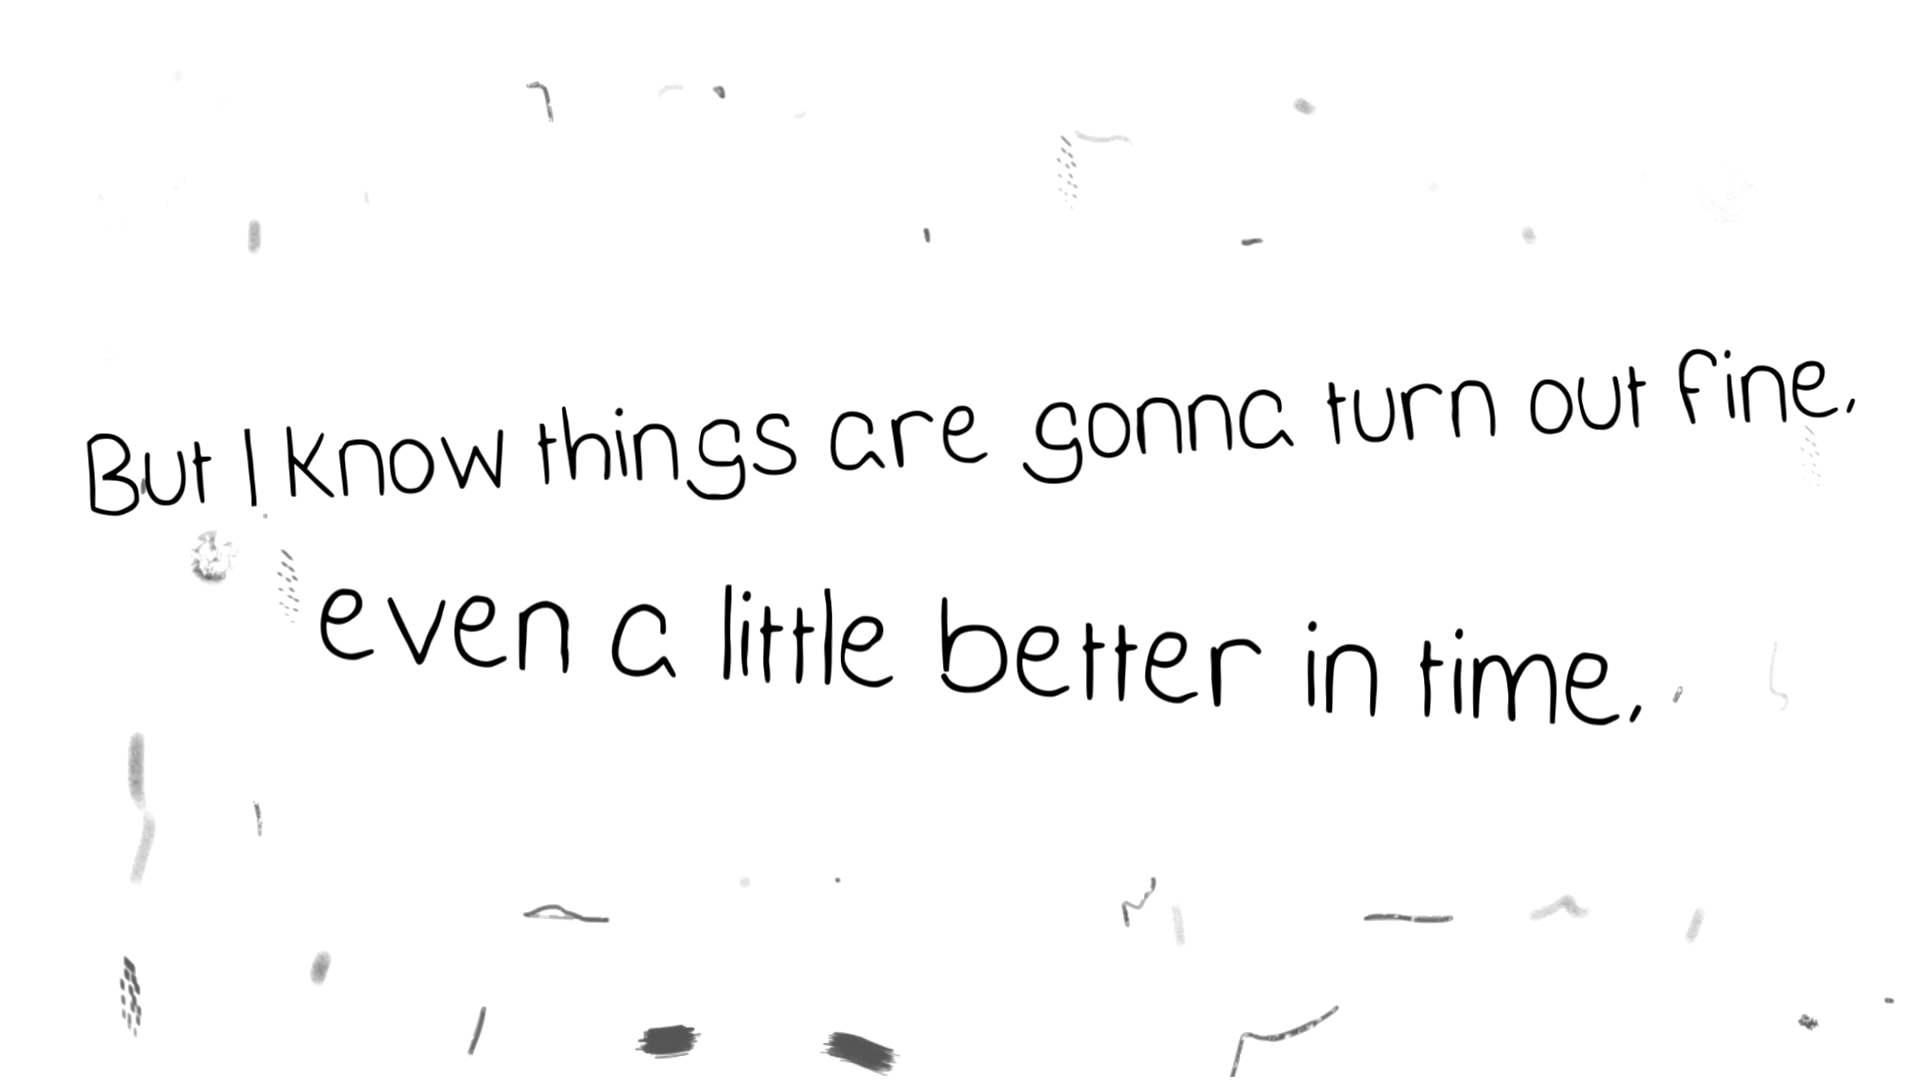 But I know things are gonna turn out fine,
even a little better in time,